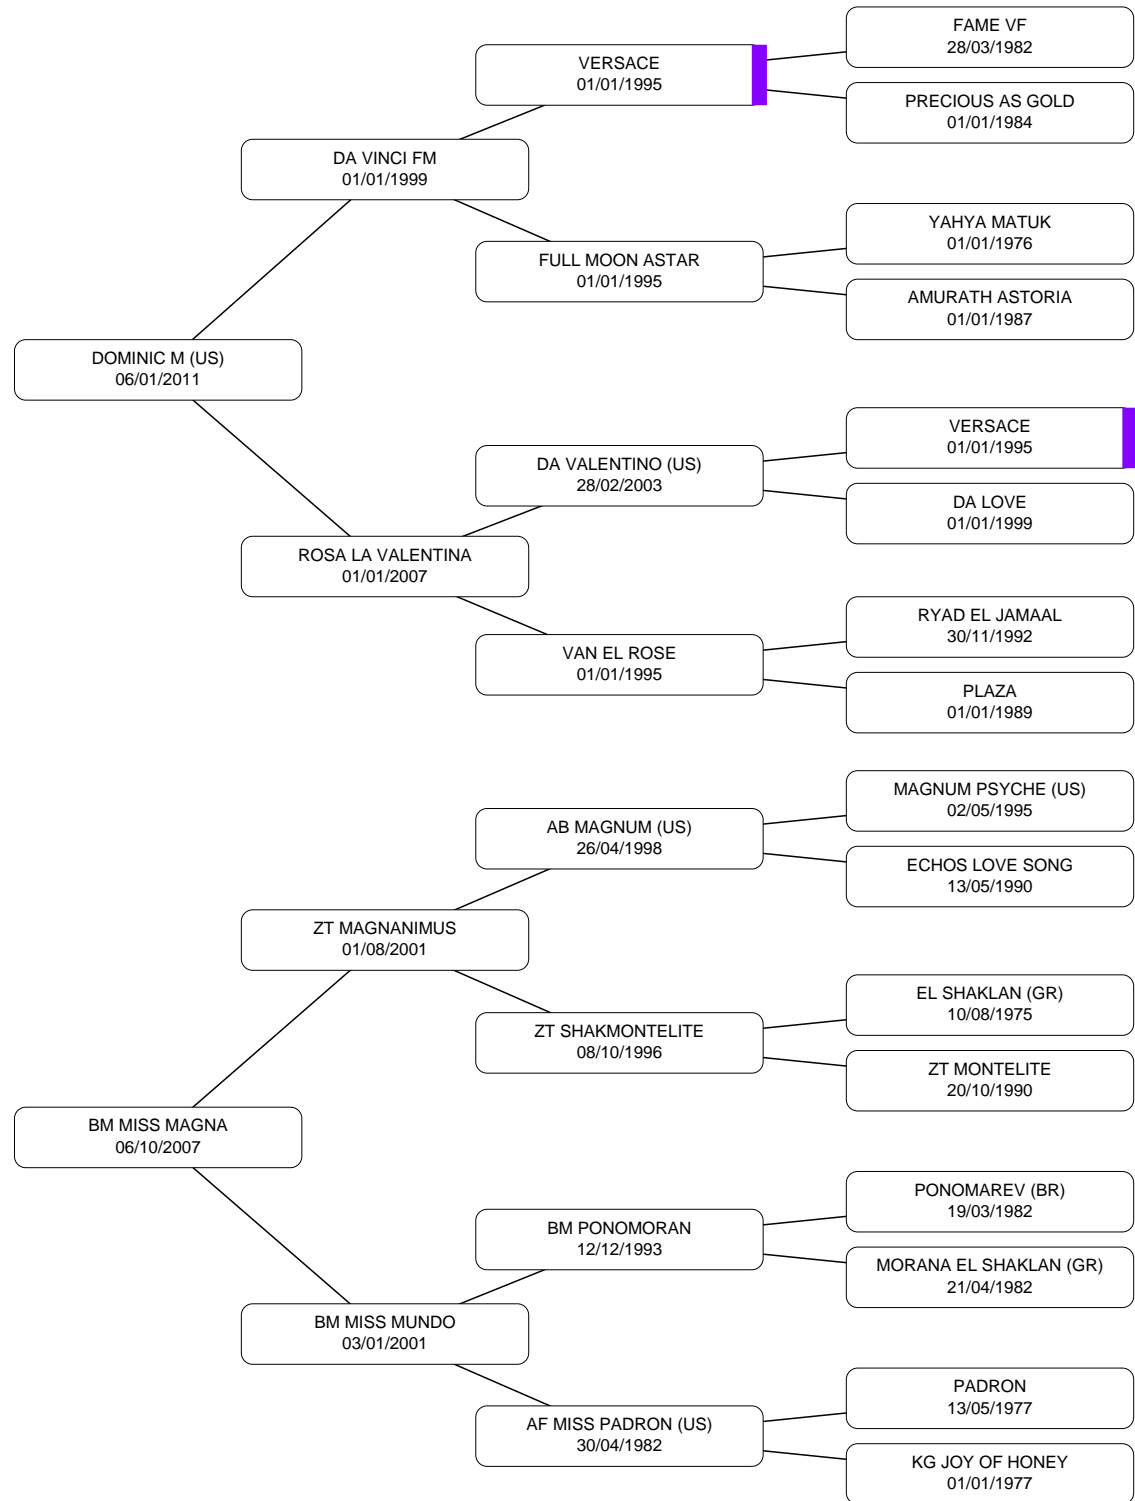 FAME VF
28/03/1982
VERSACE
01/01/1995
PRECIOUS AS GOLD
01/01/1984
DA VINCI FM
01/01/1999
YAHYA MATUK
01/01/1976
FULL MOON ASTAR
01/01/1995
AMURATH ASTORIA
01/01/1987
DOMINIC M (US)
06/01/2011
VERSACE
01/01/1995
DA VALENTINO (US)
28/02/2003
DA LOVE
01/01/1999
ROSA LA VALENTINA
01/01/2007
RYAD EL JAMAAL
30/11/1992
VAN EL ROSE
01/01/1995
PLAZA
01/01/1989
MAGNUM PSYCHE (US)
02/05/1995
AB MAGNUM (US)
26/04/1998
ECHOS LOVE SONG
13/05/1990
ZT MAGNANIMUS
01/08/2001
EL SHAKLAN (GR)
10/08/1975
ZT SHAKMONTELITE
08/10/1996
ZT MONTELITE
20/10/1990
BM MISS MAGNA
06/10/2007
PONOMAREV (BR)
19/03/1982
BM PONOMORAN
12/12/1993
MORANA EL SHAKLAN (GR)
21/04/1982
BM MISS MUNDO
03/01/2001
PADRON
13/05/1977
AF MISS PADRON (US)
30/04/1982
KG JOY OF HONEY
01/01/1977